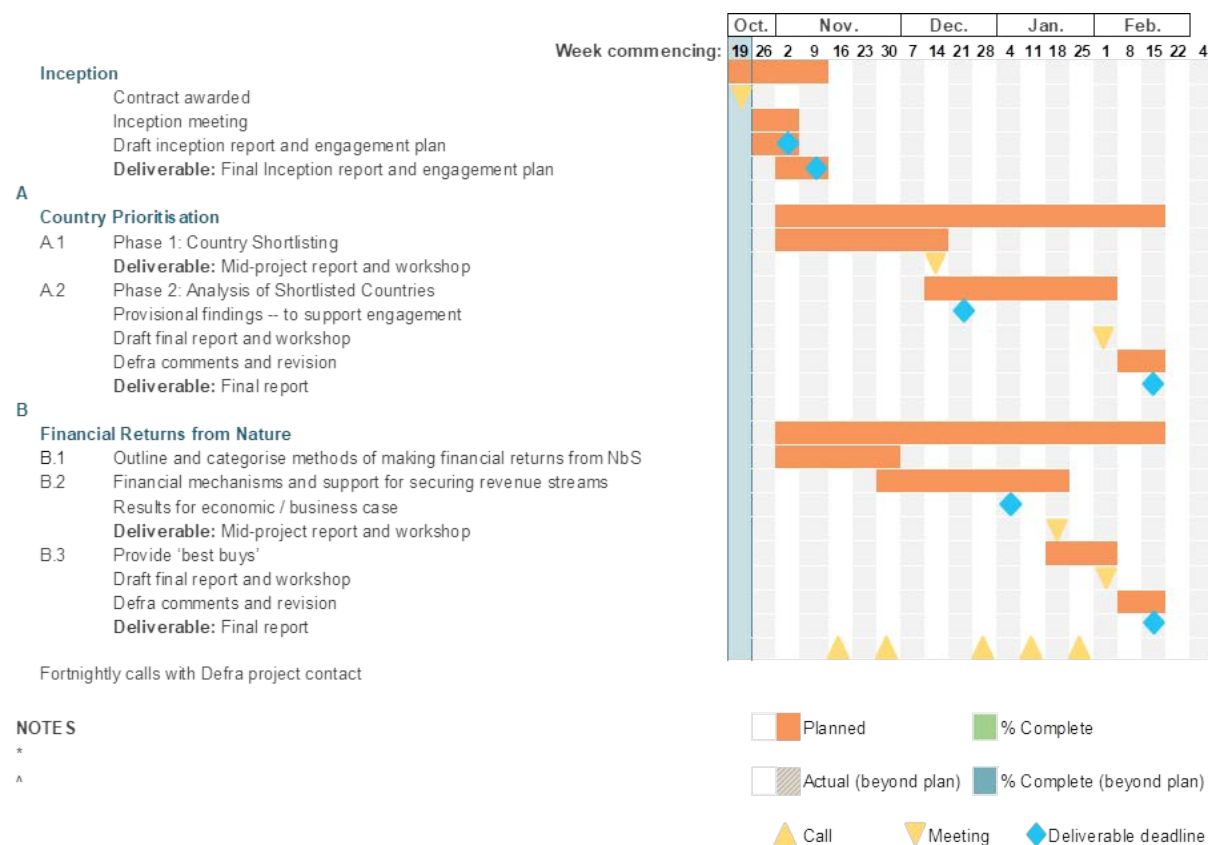 Oct. Nov. Dec. Jan. Feb.
Week commencing: 19 26 2 9 16 23 30 7 14 21 28 4 11 18 25 1 8 15 22 4
Inception
Contract awarded
Inception meeting
Draft inception report and engagement plan
Deliverable: Final Inception report and engagement plan
A
Country Prioritisation
A.1 Phase 1: Country Shortlisting
Deliverable: Mid-project report and workshop
A.2 Phase 2: Analysis of Shortlisted Countries
Provisional findings -- to support engagement
Draft final report and workshop
Defra comments and revision
Deliverable: Final report
B
Financial Returns from Nature
B.1 Outline and categorise methods of making financial returns from NbS
B.2 Financial mechanisms and support for securing revenue streams
Results for economic / business case
Deliverable: Mid-project report and workshop
B.3 Provide ‘best buys’
Draft final report and workshop
Defra comments and revision
Deliverable: Final report
Fortnightly calls with Defra project contact
NOTES
*
^
Planned % Complete
Actual (beyond plan) % Complete (beyond plan)
Call Meeting Deliverable deadline